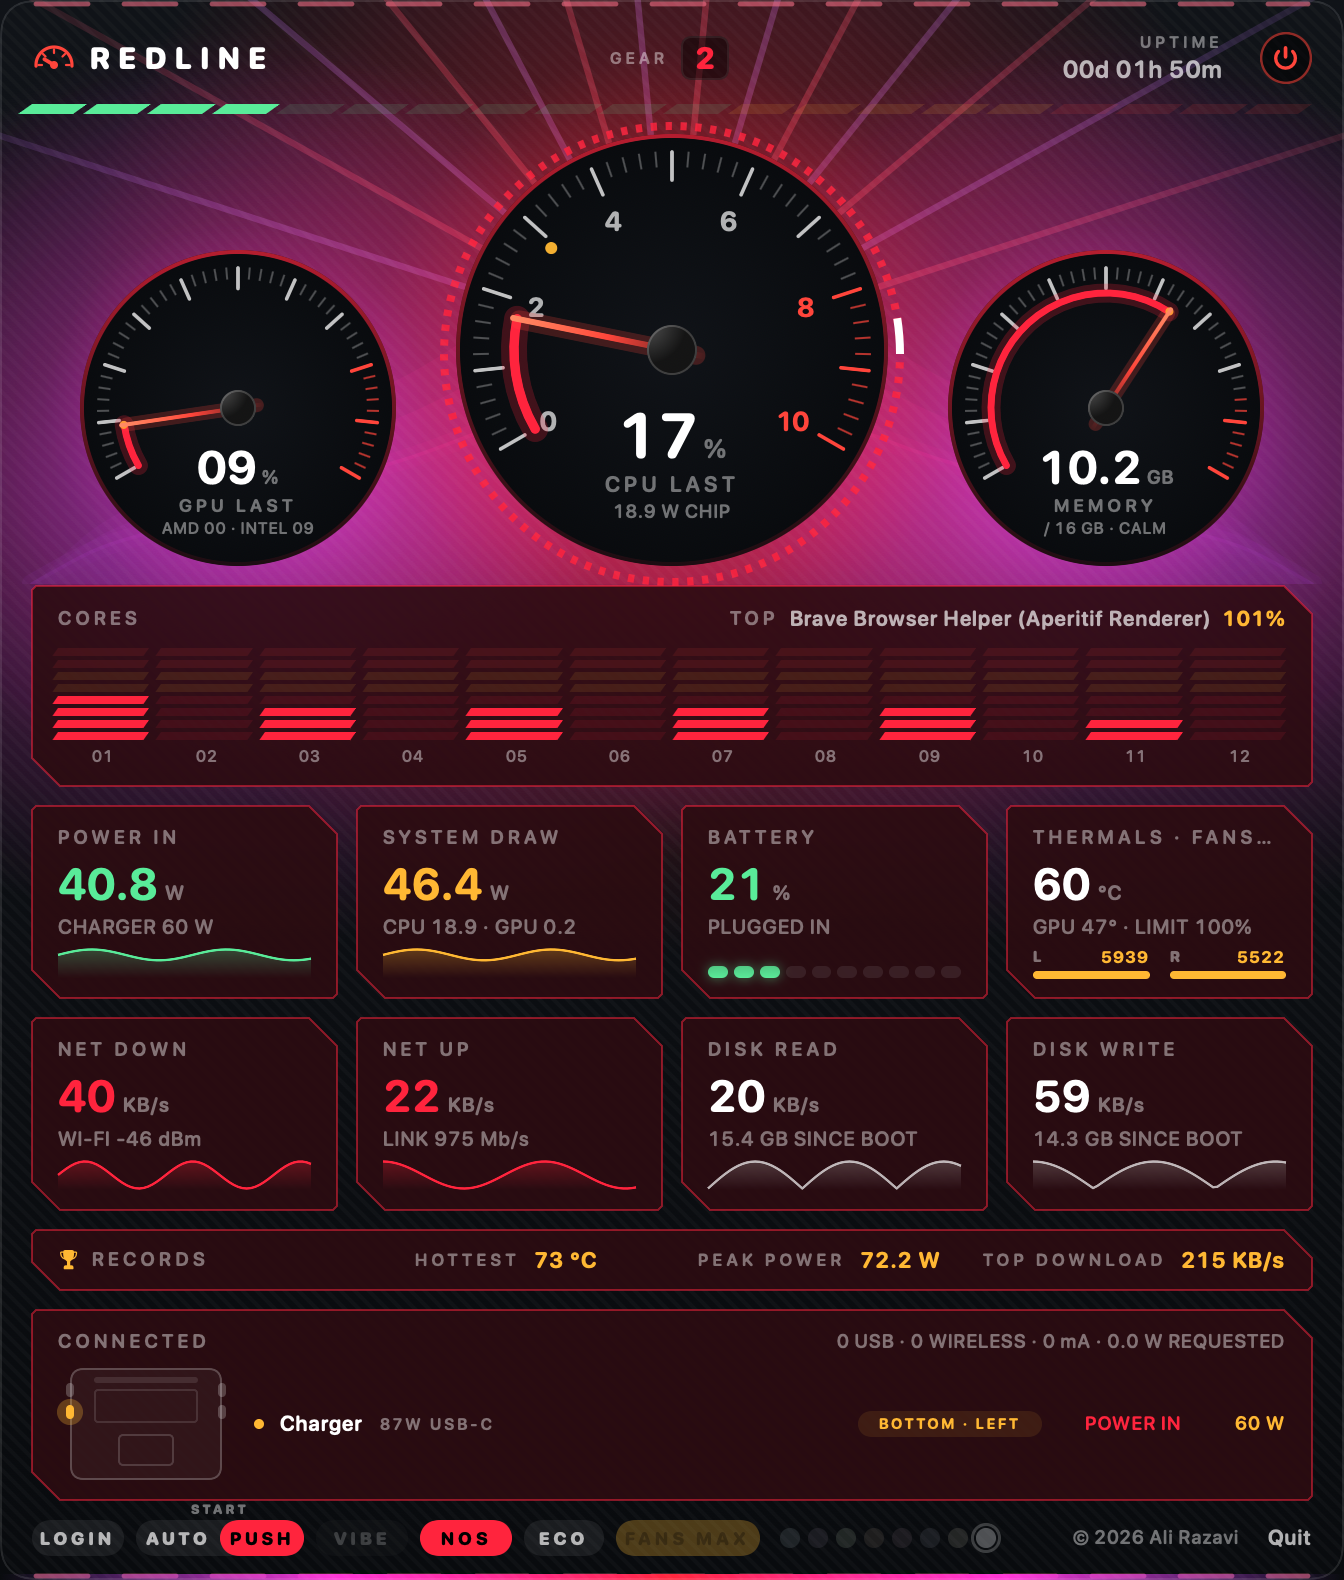 REDLINE
GEAR 2
UPTIME
00d 01h 50m
4 6
2 8
0 10
17 %
CPU LAST
18.9 W CHIP
09 %
GPU LAST
AMD 00 · INTEL 09
10.2 GB
MEMORY
/ 16 GB · CALM
CORES TOP Brave Browser Helper (Aperitif Renderer) 101%
01 02 03 04 05 06 07 08 09 10 11 12
POWER IN
40.8 W
CHARGER 60 W
SYSTEM DRAW
46.4 W
CPU 18.9 · GPU 0.2
BATTERY
21 %
PLUGGED IN
THERMALS · FANS...
60 °C
GPU 47° · LIMIT 100%
L 5939 R 5522
NET DOWN
40 KB/s
WI-FI -46 dBm
NET UP
22 KB/s
LINK 975 Mb/s
DISK READ
20 KB/s
15.4 GB SINCE BOOT
DISK WRITE
59 KB/s
14.3 GB SINCE BOOT
RECORDS HOTTEST 73 °C PEAK POWER 72.2 W TOP DOWNLOAD 215 KB/s
CONNECTED 0 USB · 0 WIRELESS · 0 mA · 0.0 W REQUESTED
Charger 87W USB-C BOTTOM · LEFT POWER IN 60 W
START
LOGIN AUTO PUSH VIBE NOS ECO FANS MAX © 2026 Ali Razavi Quit